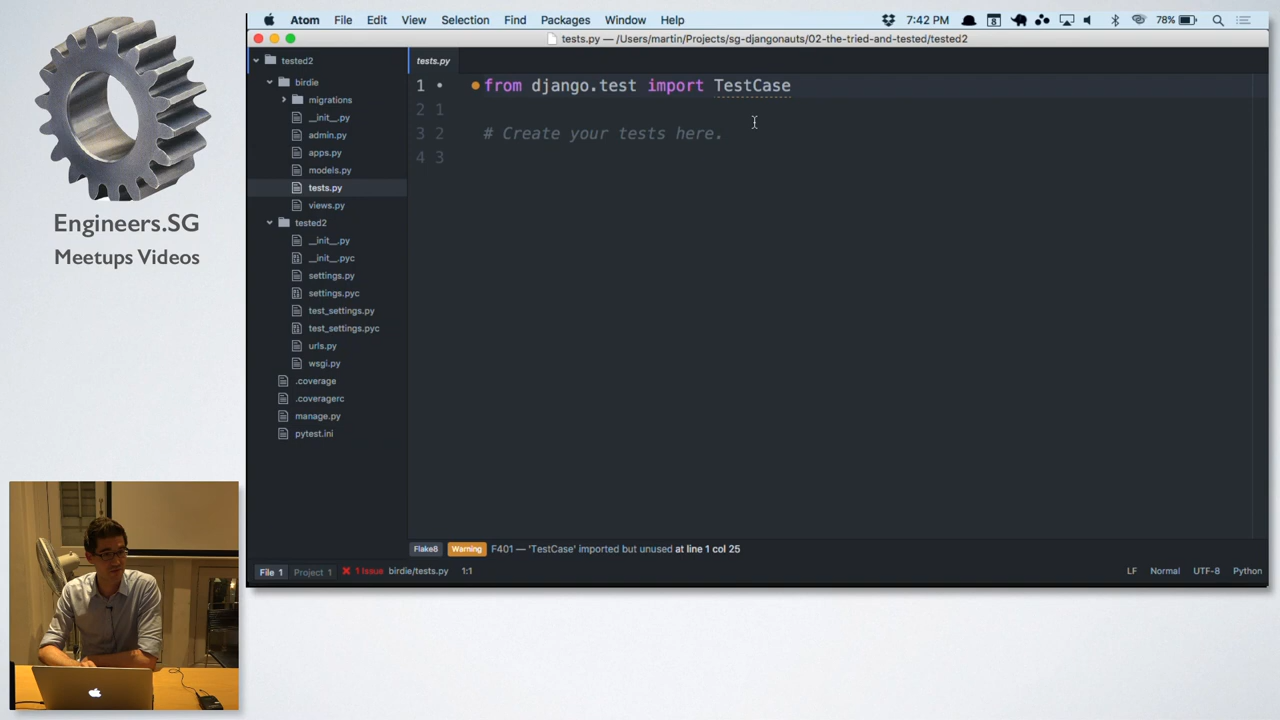 Engineers.SG
Meetups Videos
Atom File Edit View Selection Find Packages Window Help
8 7:42 PM 78%
tests.py — /Users/martin/Projects/sg-djangonauts/02-the-tried-and-tested/tested2
tested2
birdie
migrations
__init__.py
admin.py
apps.py
models.py
tests.py
views.py
tested2
__init__.py
__init__.pyc
settings.py
settings.pyc
test_settings.py
test_settings.pyc
urls.py
wsgi.py
.coverage
.coveragerc
manage.py
pytest.ini
tests.py
1 • from django.test import TestCase
2 1
3 2 # Create your tests here.
4 3
Flake8 Warning F401 — 'TestCase' imported but unused at line 1 col 25
File 1 Project 1 1 Issue birdie/tests.py 1:1 LF Normal UTF-8 Python